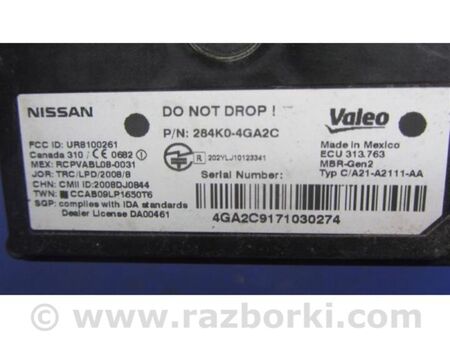 NISSAN
DO NOT DROP !
Valeo
P/N: 284K0-4GA2C
FCC ID: UR8100261
Canada 310 / CE 0682 !
MEX: RCPVABL08-0031
JOR: TRC/LPD/2008/8
CHN: CMII ID:2008DJ0844
TWN: CCAB09LP1650T6
SQP: complies with IDA standards
Dealer License DA00461
R 202YLJ10123341
Made in Mexico
ECU 313.763
MBR-Gen2
Typ C/A21-A2111-AA
Serial Number:
4GA2C9171030274
© www.razborki.com